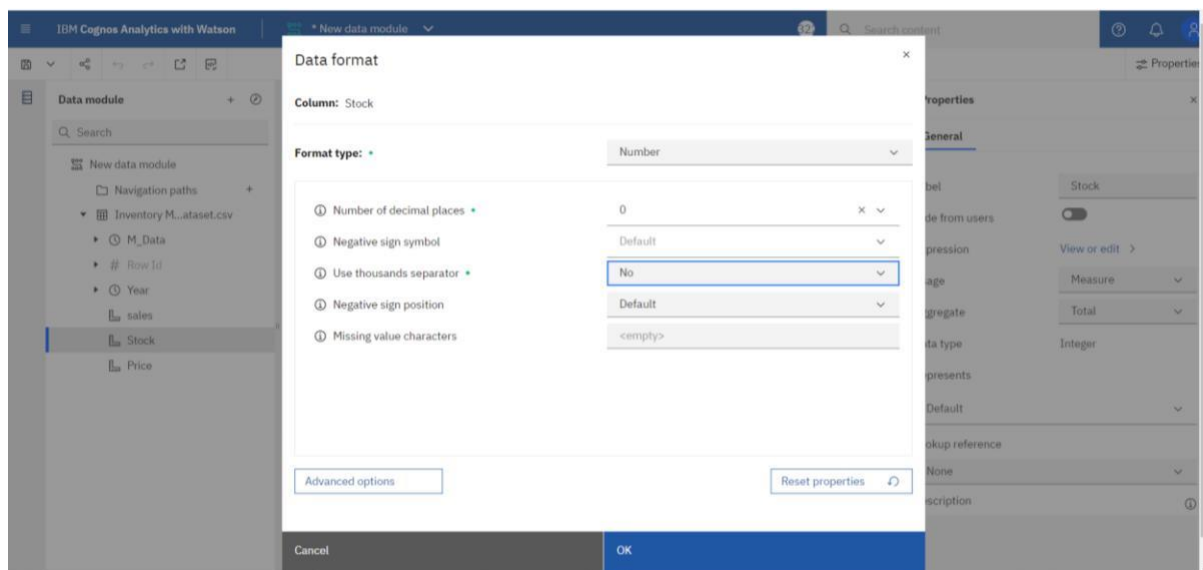 IBM Cognos Analytics with Watson
* New data module
Search content
Properties
Data module
Search
New data module
Navigation paths
Inventory M...ataset.csv
M_Data
# Row Id
Year
sales
Stock
Price
Data format
Column: Stock
Format type: Number
Number of decimal places 0
Negative sign symbol Default
Use thousands separator No
Negative sign position Default
Missing value characters <empty>
Advanced options
Reset properties
Cancel
OK
roperties
General
bel Stock
de from users
pression View or edit
age Measure
gregate Total
ta type Integer
presents
Default
okup reference
None
scription